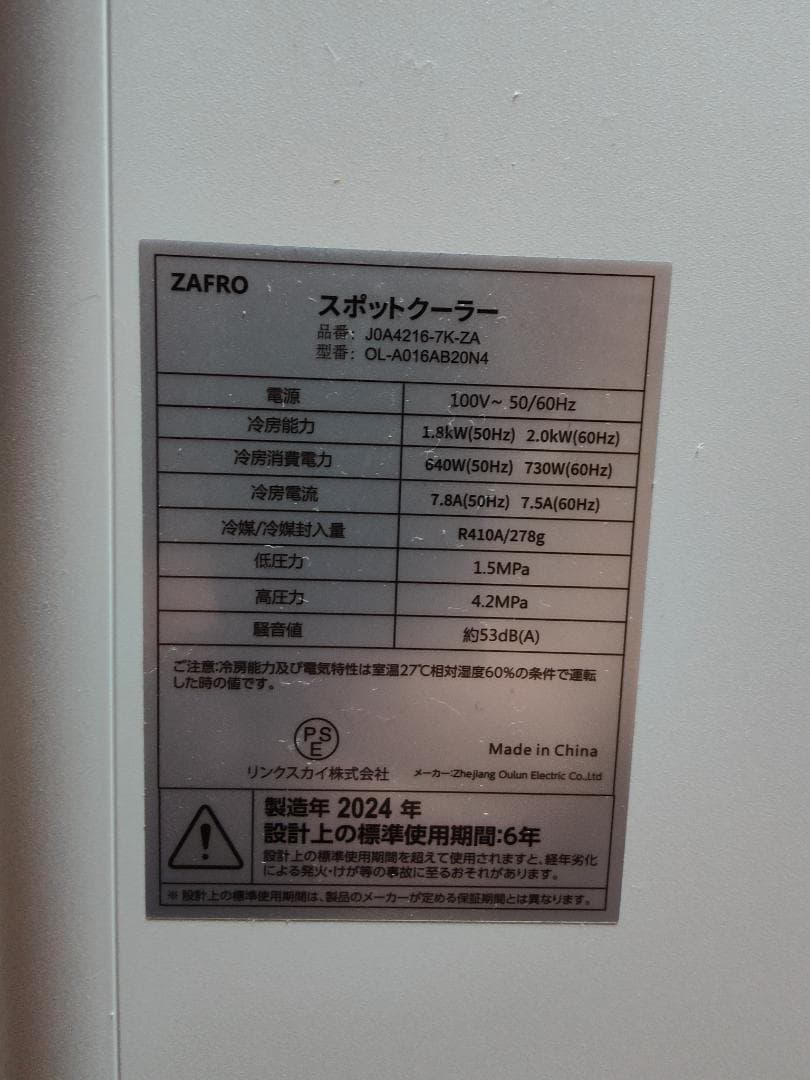 ZAFRO
スポットクーラー
品番: J0A4216-7K-ZA
型番: OL-A016AB20N4
電源 100V~ 50/60Hz
冷房能力 1.8kW(50Hz) 2.0kW(60Hz)
冷房消費電力 640W(50Hz) 730W(60Hz)
冷房電流 7.8A(50Hz) 7.5A(60Hz)
冷媒/冷媒封入量 R410A/278g
低圧力 1.5MPa
高圧力 4.2MPa
騒音値 約53dB(A)
ご注意:冷房能力及び電気特性は室温27℃相対湿度60%の条件で運転
した時の値です。
PSE
Made in China
リンクスカイ株式会社 メーカー:Zhejiang Oulun Electric Co.,Ltd
製造年 2024 年
設計上の標準使用期間:6年
設計上の標準使用期間を超えて使用されますと、経年劣化
による発火・けが等の事故に至るおそれがあります。
※ 設計上の標準使用期間は、製品のメーカーが定める保証期間とは異なります。